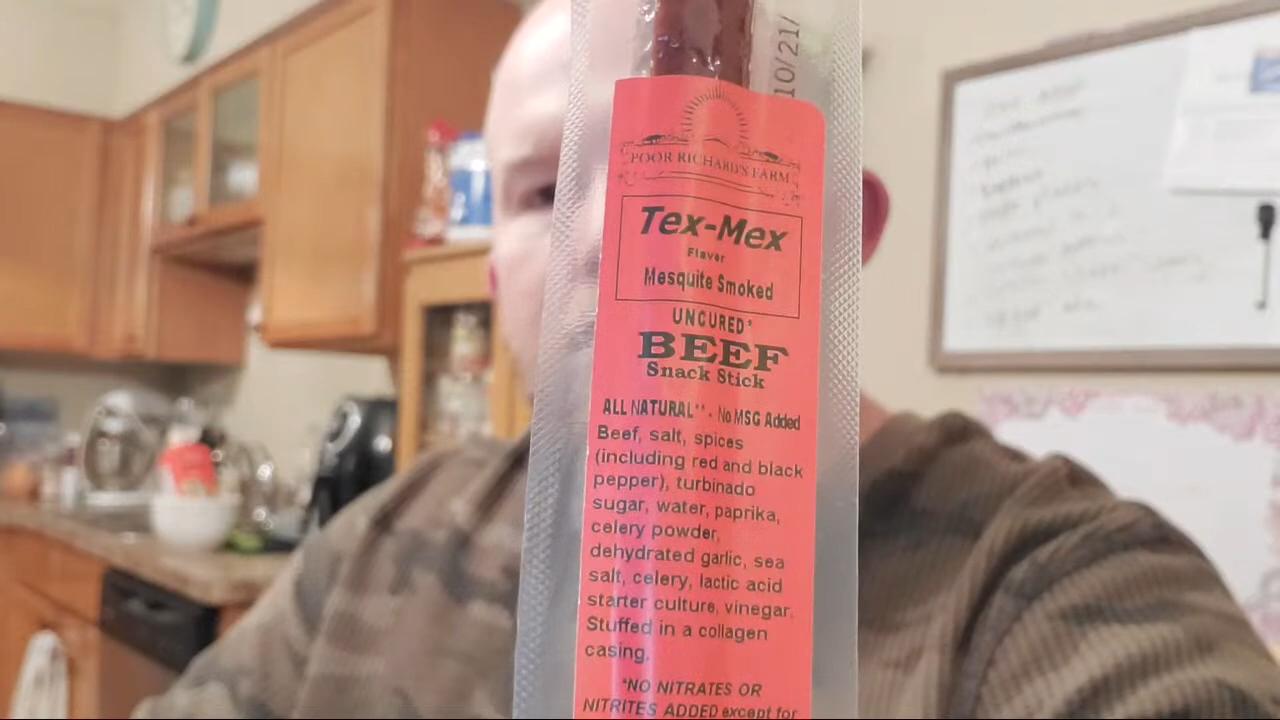 10/21/
POOR RICHARD'S FARM
Tex-Mex
Flavor
Mesquite Smoked
UNCURED*
BEEF
Snack Stick
ALL NATURAL** - No MSG Added
Beef, salt, spices
(including red and black
pepper), turbinado
sugar, water, paprika,
celery powder,
dehydrated garlic, sea
salt, celery, lactic acid
starter culture, vinegar.
Stuffed in a collagen
casing.
*NO NITRATES OR
NITRITES ADDED except for